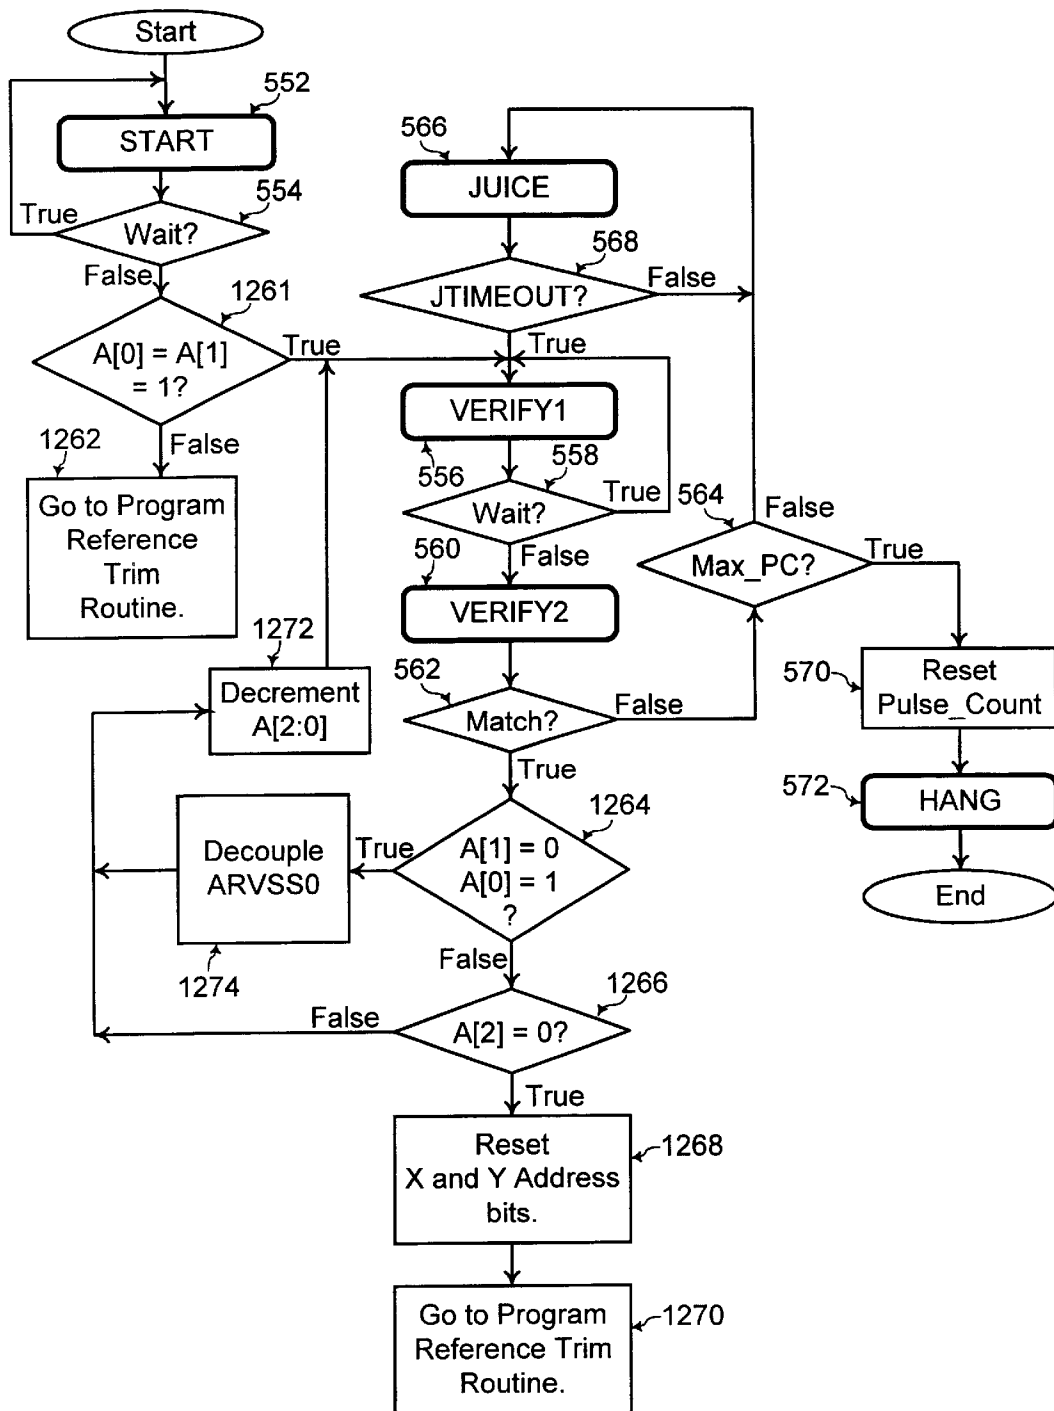 Start
552
START
554
True
Wait?
False
1261
A[0] = A[1]
= 1?
True
False
1262
Go to Program
Reference
Trim
Routine.
566
JUICE
568
JTIMEOUT?
False
True
VERIFY1
556
558
Wait?
True
False
560
VERIFY2
562
Match?
False
True
564
False
Max_PC?
True
570
Reset
Pulse_Count
572
HANG
End
1272
Decrement
A[2:0]
1264
A[1] = 0
A[0] = 1
?
True
Decouple
ARVSS0
1274
False
1266
A[2] = 0?
False
True
Reset
X and Y Address
bits.
1268
Go to Program
Reference Trim
Routine.
1270